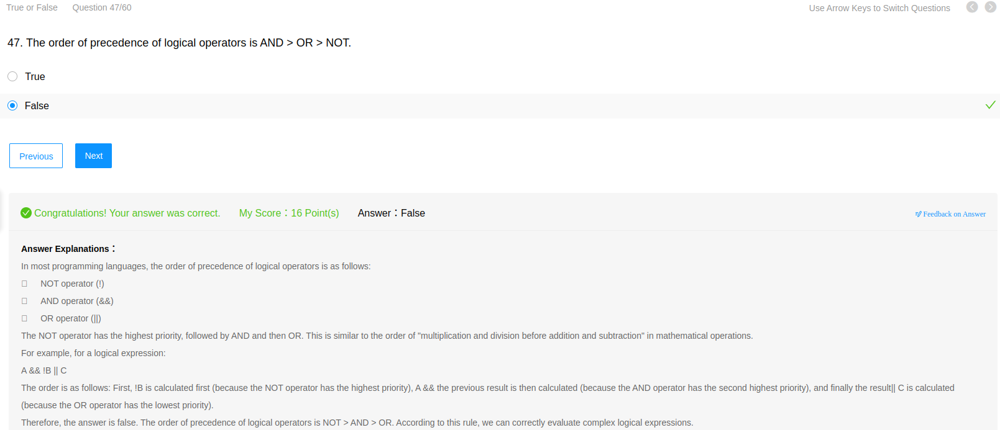 True or False Question 47/60 Use Arrow Keys to Switch Questions
47. The order of precedence of logical operators is AND > OR > NOT.
True
False
Previous Next
Congratulations! Your answer was correct. My Score：16 Point(s) Answer：False Feedback on Answer
Answer Explanations：
In most programming languages, the order of precedence of logical operators is as follows:
NOT operator (!)
AND operator (&&)
OR operator (||)
The NOT operator has the highest priority, followed by AND and then OR. This is similar to the order of "multiplication and division before addition and subtraction" in mathematical operations.
For example, for a logical expression:
A && !B || C
The order is as follows: First, !B is calculated first (because the NOT operator has the highest priority), A && the previous result is then calculated (because the AND operator has the second highest priority), and finally the result|| C is calculated
(because the OR operator has the lowest priority).
Therefore, the answer is false. The order of precedence of logical operators is NOT > AND > OR. According to this rule, we can correctly evaluate complex logical expressions.